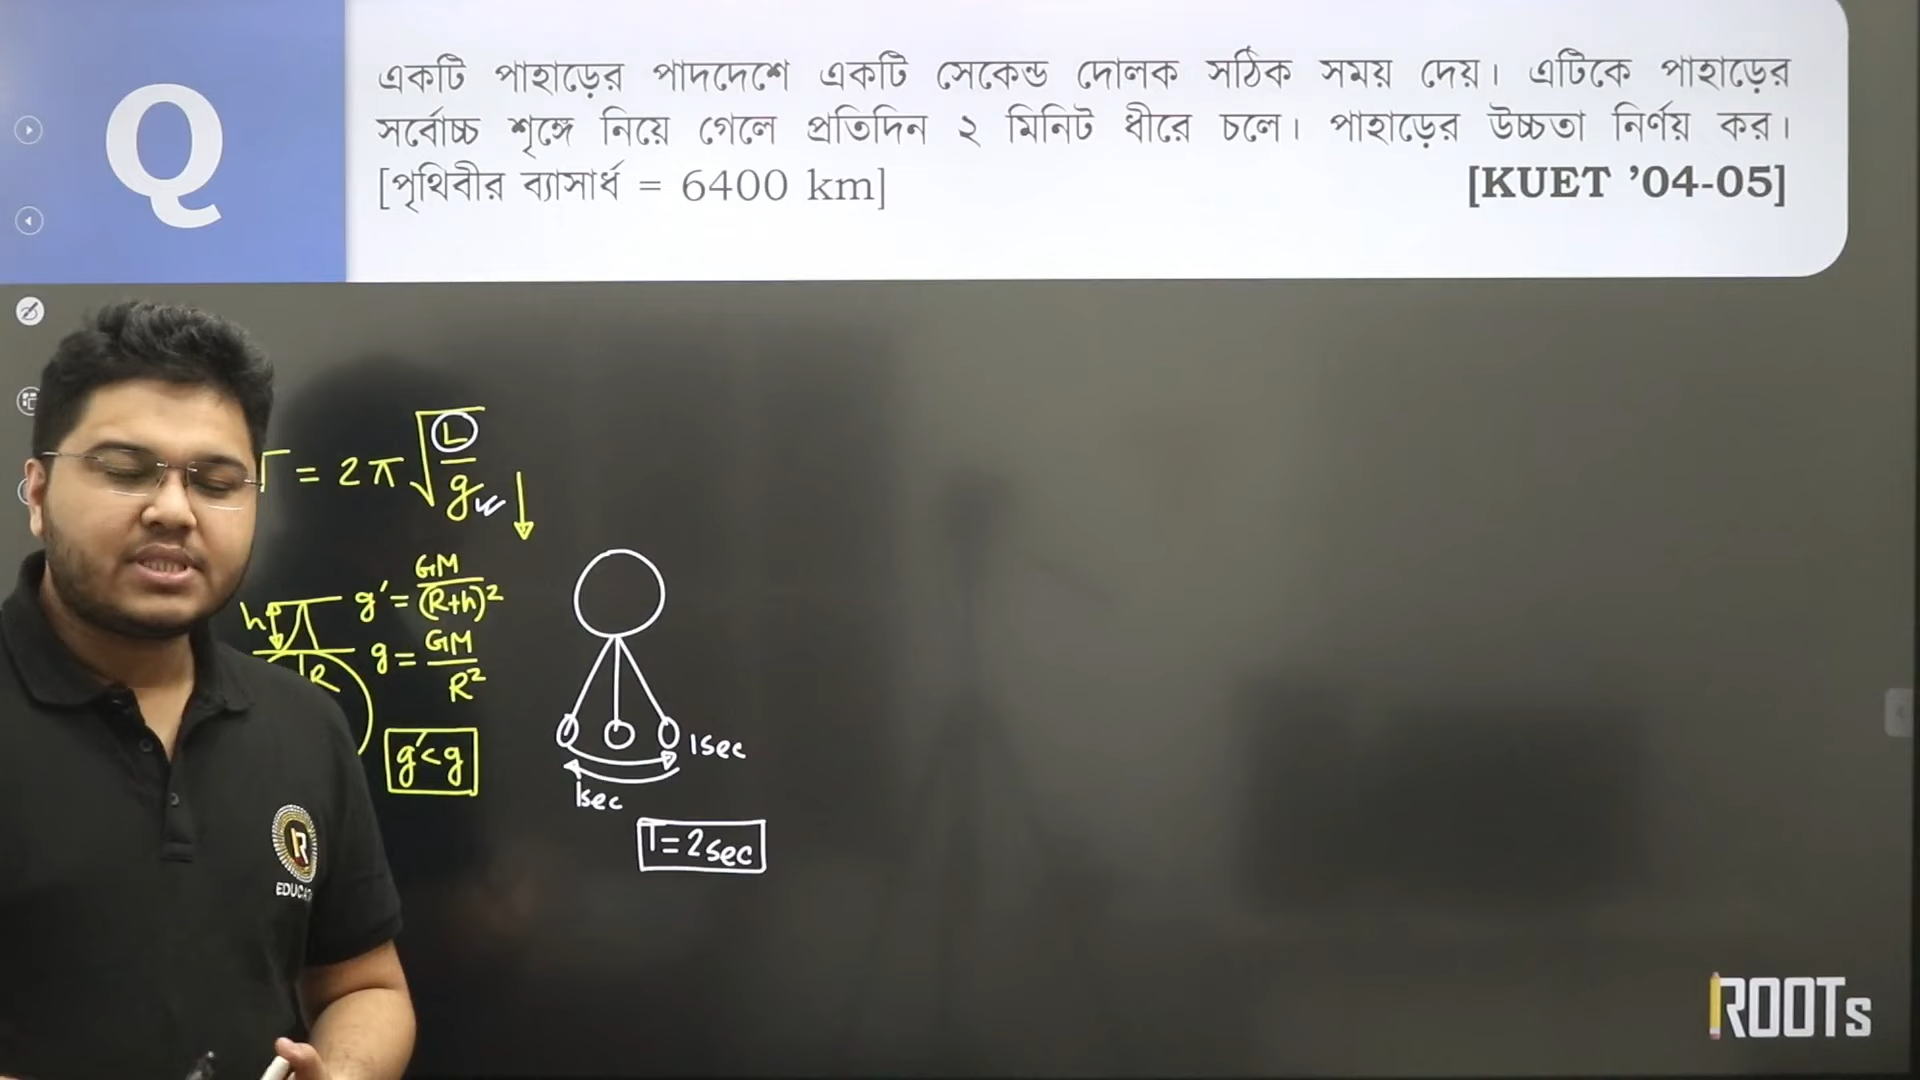 Q
একটি পাহাড়ের পাদদেশে একটি সেকেন্ড দোলক সঠিক সময় দেয়। এটিকে পাহাড়ের
সর্বোচ্চ শৃঙ্গে নিয়ে গেলে প্রতিদিন ২ মিনিট ধীরে চলে। পাহাড়ের উচ্চতা নির্ণয় কর।
[পৃথিবীর ব্যাসার্ধ = 6400 km] [KUET ’04-05]
T = 2π√(L/g)
h g' = GM/(R+h)²
g = GM/R²
R
g'<g
1sec
1sec
T=2sec
R
EDUCA
ROOTs